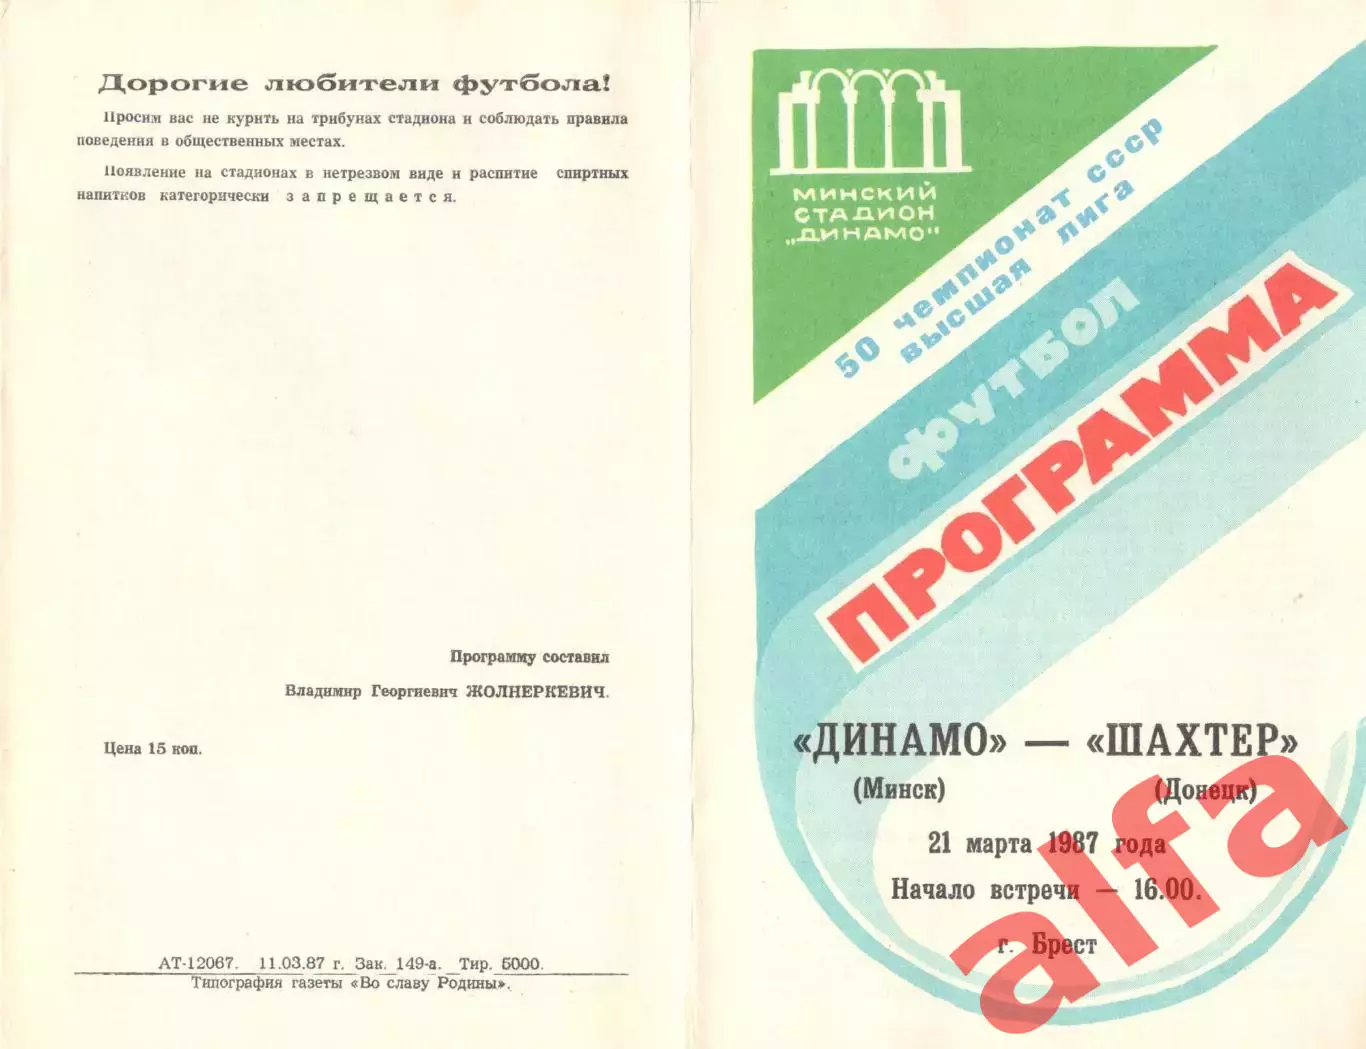 Дорогие любители футбола!
Просим вас не курить на трибунах стадиона и соблюдать правила
поведения в общественных местах.
Появление на стадионах в нетрезвом виде и распитие спиртных
напитков категорически запрещается.
Программу составил
Владимир Георгиевич ЖОЛНЕРКЕВИЧ.
Цена 15 коп.
АТ-12067. 11.03.87 г. Зак. 149-а. Тир. 5000.
Типография газеты «Во славу Родины».
МИНСКИЙ
СТАДИОН
„ДИНАМО"
50 чемпионат ссср
высшая лига
ФУТБОЛ
ПРОГРАММА
«ДИНАМО» — «ШАХТЕР»
(Минск) (Донецк)
21 марта 1987 года
Начало встречи — 16.00.
г. Брест
alfa